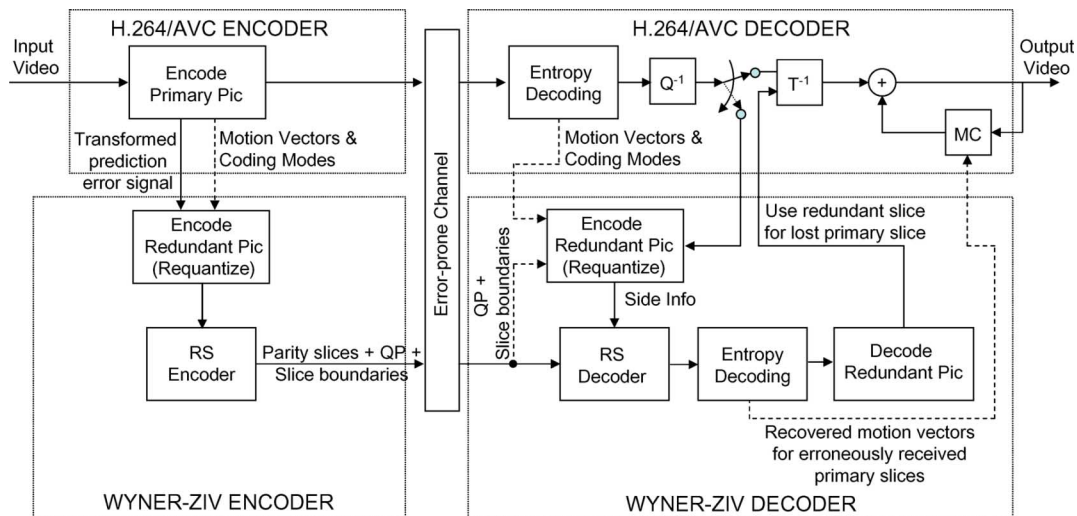 H.264/AVC ENCODER
H.264/AVC DECODER
Input
Video
Output
Video
Encode
Primary Pic
Entropy
Decoding
Q⁻¹
T⁻¹
+
MC
Transformed
prediction
error signal
Motion Vectors &
Coding Modes
Motion Vectors &
Coding Modes
Error-prone Channel
Encode
Redundant Pic
(Requantize)
QP +
Slice boundaries
Encode
Redundant Pic
(Requantize)
Use redundant slice
for lost primary slice
Side Info
RS
Encoder
Parity slices + QP +
Slice boundaries
RS
Decoder
Entropy
Decoding
Decode
Redundant Pic
Recovered motion vectors
for erroneously received
primary slices
WYNER-ZIV ENCODER
WYNER-ZIV DECODER